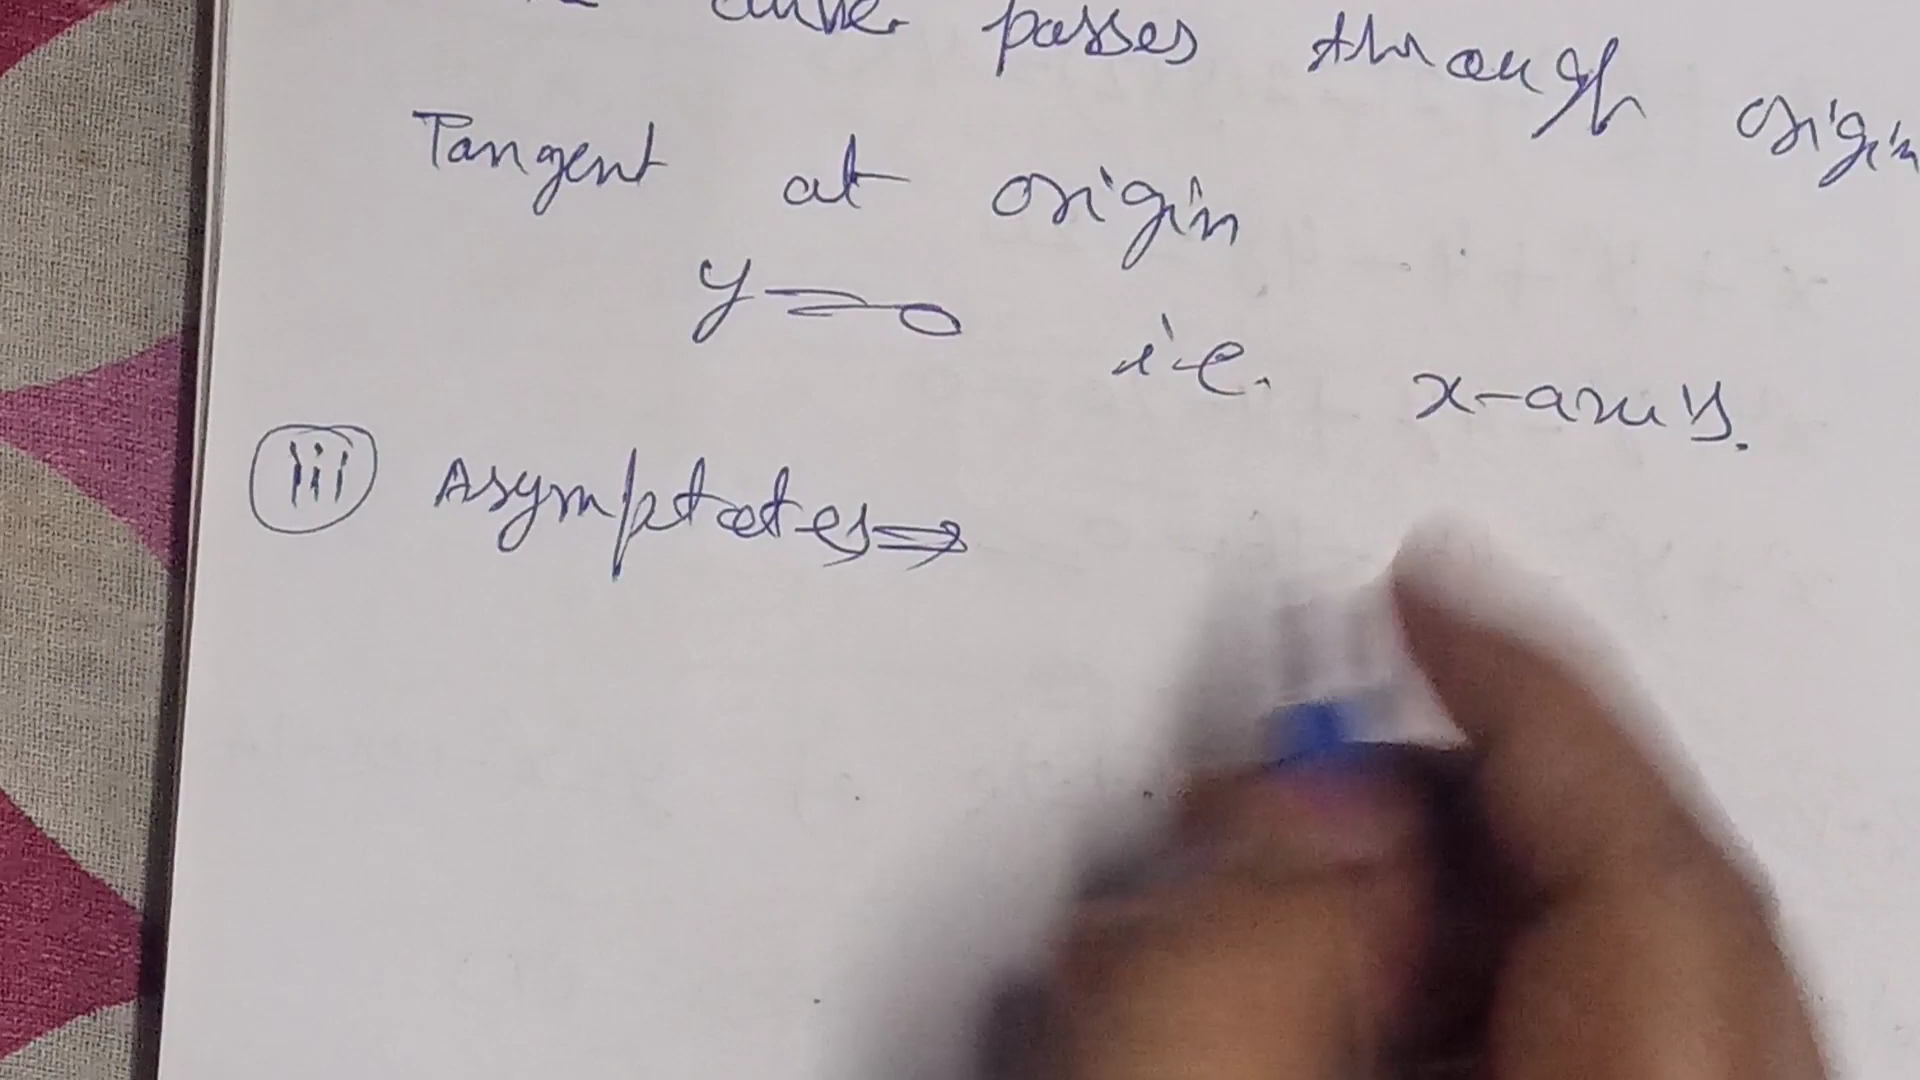 curve passes through origin
Tangent at origin
y=0 i.e. x-axis.
(iii) Asymptotes⇒